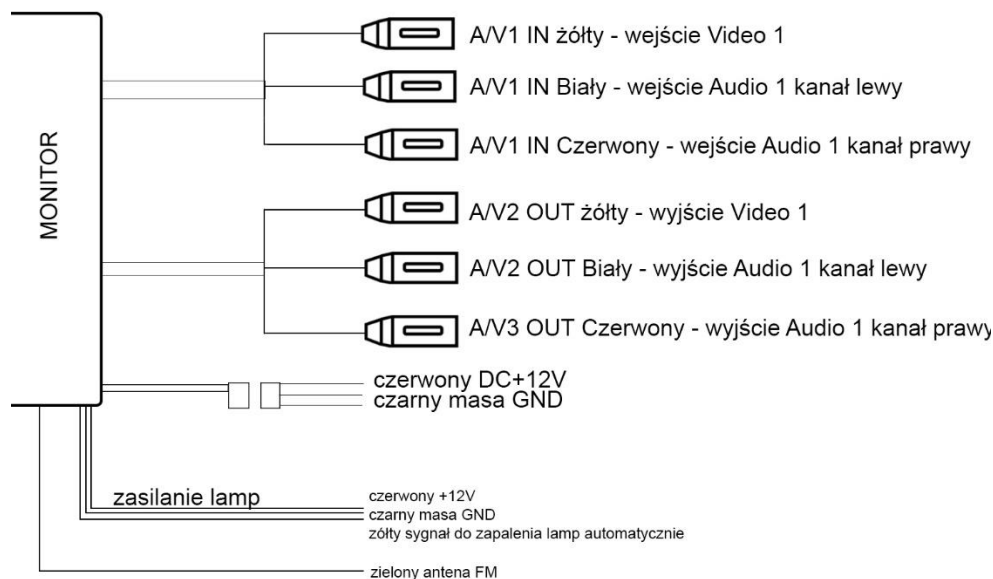 A/V1 IN żółty - wejście Video 1
A/V1 IN Biały - wejście Audio 1 kanał lewy
A/V1 IN Czerwony - wejście Audio 1 kanał prawy
MONITOR
A/V2 OUT żółty - wyjście Video 1
A/V2 OUT Biały - wyjście Audio 1 kanał lewy
A/V3 OUT Czerwony - wyjście Audio 1 kanał prawy
czerwony DC+12V
czarny masa GND
zasilanie lamp
czerwony +12V
czarny masa GND
zółty sygnał do zapalenia lamp automatycznie
zielony antena FM